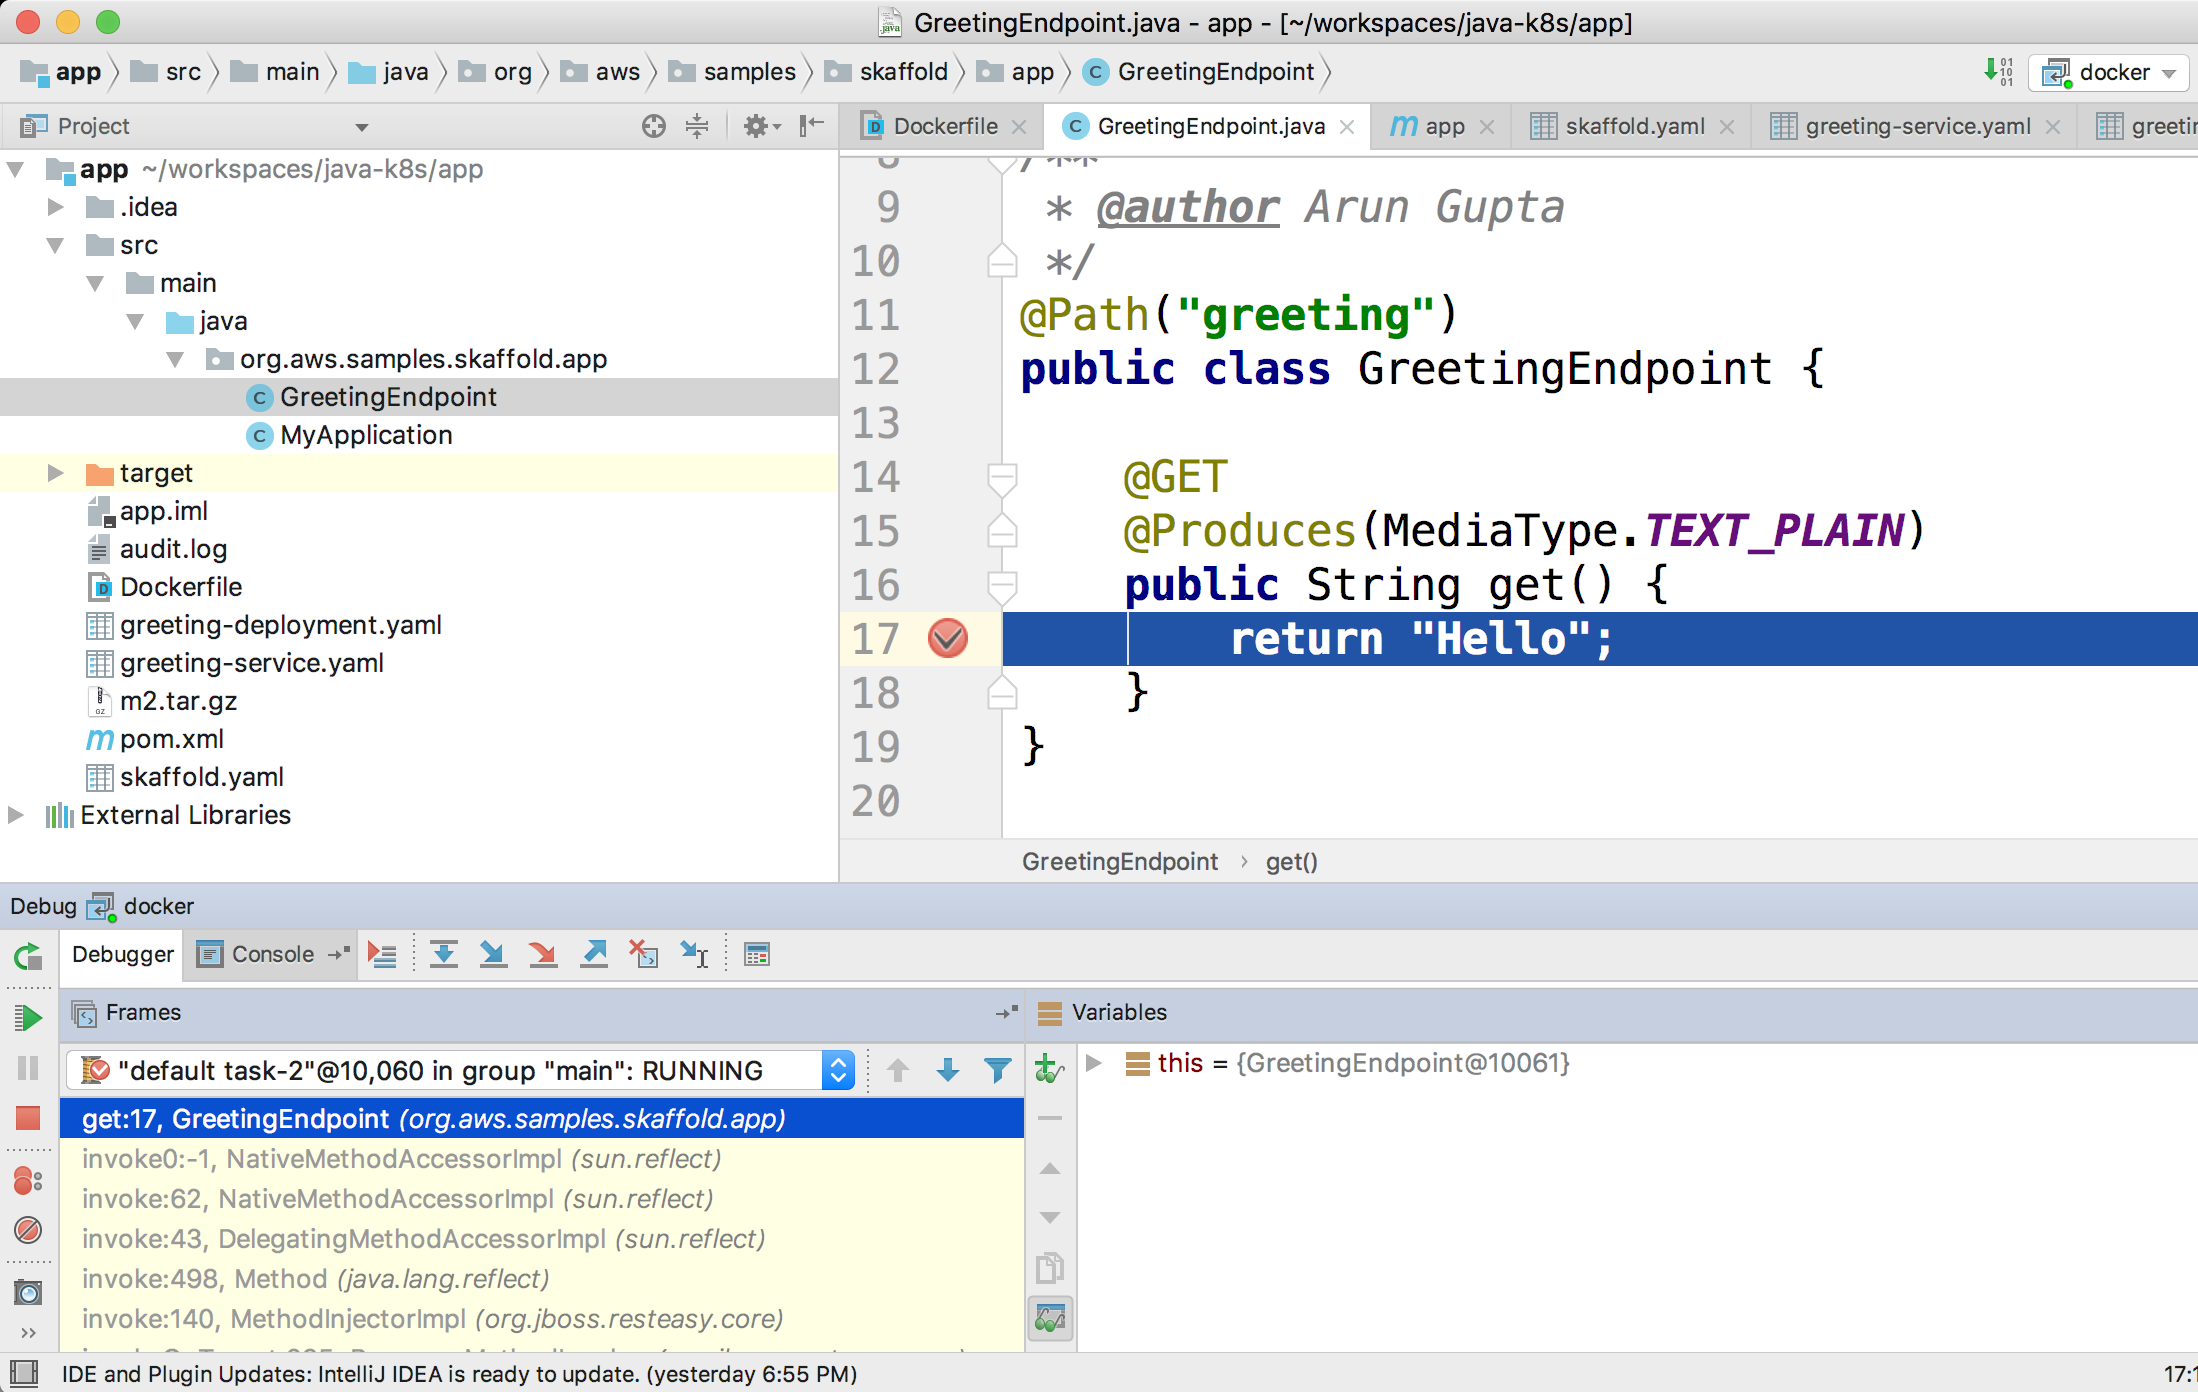 GreetingEndpoint.java - app - [~/workspaces/java-k8s/app]
app src main java org aws samples skaffold app GreetingEndpoint
docker
Project
Dockerfile GreetingEndpoint.java app skaffold.yaml greeting-service.yaml
app ~/workspaces/java-k8s/app
.idea
src
main
java
org.aws.samples.skaffold.app
GreetingEndpoint
MyApplication
target
app.iml
audit.log
Dockerfile
greeting-deployment.yaml
greeting-service.yaml
m2.tar.gz
pom.xml
skaffold.yaml
External Libraries
8 /**
9 * @author Arun Gupta
10 */
11 @Path("greeting")
12 public class GreetingEndpoint {
13
14 @GET
15 @Produces(MediaType.TEXT_PLAIN)
16 public String get() {
17 return "Hello";
18 }
19 }
20
GreetingEndpoint › get()
Debug docker
Debugger Console
Frames
Variables
"default task-2"@10,060 in group "main": RUNNING
this = {GreetingEndpoint@10061}
get:17, GreetingEndpoint (org.aws.samples.skaffold.app)
invoke0:-1, NativeMethodAccessorImpl (sun.reflect)
invoke:62, NativeMethodAccessorImpl (sun.reflect)
invoke:43, DelegatingMethodAccessorImpl (sun.reflect)
invoke:498, Method (java.lang.reflect)
invoke:140, MethodInjectorImpl (org.jboss.resteasy.core)
IDE and Plugin Updates: IntelliJ IDEA is ready to update. (yesterday 6:55 PM)